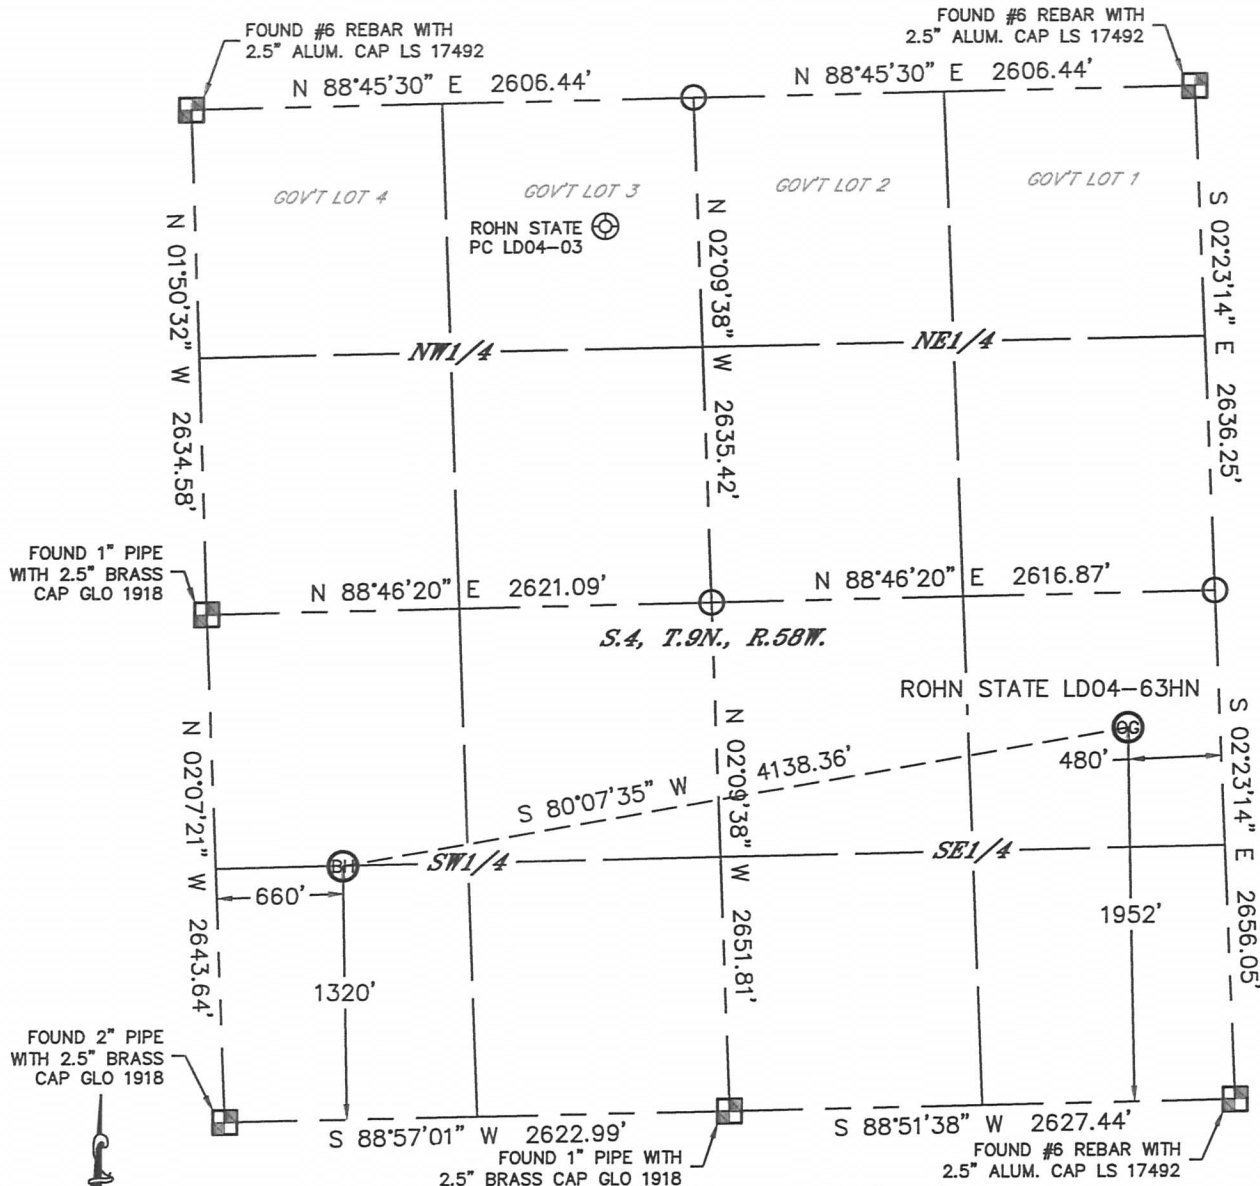 FOUND #6 REBAR WITH
2.5" ALUM. CAP LS 17492
FOUND #6 REBAR WITH
2.5" ALUM. CAP LS 17492
N 88°45'30" E 2606.44'
N 88°45'30" E 2606.44'
GOV'T LOT 4
GOV'T LOT 3
GOV'T LOT 2
GOV'T LOT 1
ROHN STATE
PC LD04-03
N 01°50'32" W 2634.58'
N 02°09'38" W 2635.42'
S 02°23'14" E 2636.25'
NW1/4
NE1/4
FOUND 1" PIPE
WITH 2.5" BRASS
CAP GLO 1918
N 88°46'20" E 2621.09'
N 88°46'20" E 2616.87'
S.4, T.9N., R.58W.
ROHN STATE LD04-63HN
OG
480'
N 02°07'21" W 2643.64'
N 02°09'38" W 2651.81'
S 02°23'14" E 2656.05'
S 80°07'35" W 4138.36'
BH
SW1/4
SE1/4
660'
1952'
1320'
FOUND 2" PIPE
WITH 2.5" BRASS
CAP GLO 1918
S 88°57'01" W 2622.99'
S 88°51'38" W 2627.44'
FOUND 1" PIPE WITH
2.5" BRASS CAP GLO 1918
FOUND #6 REBAR WITH
2.5" ALUM. CAP LS 17492